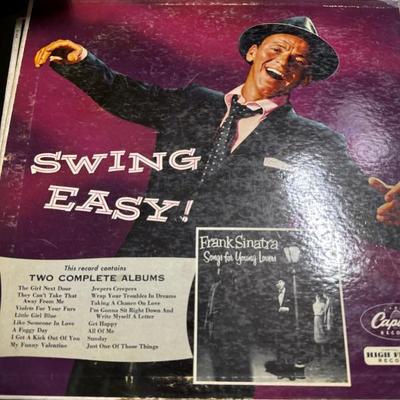 SWING
EASY!
This record contains
TWO COMPLETE ALBUMS
The Girl Next Door
They Can't Take That
Away From Me
Violets For Your Furs
Little Girl Blue
Like Someone In Love
A Foggy Day
I Get A Kick Out Of You
My Funny Valentine
Jeepers Creepers
Wrap Your Troubles In Dreams
Taking A Chance On Love
I'm Gonna Sit Right Down And
Write Myself A Letter
Get Happy
All Of Me
Sunday
Just One Of Those Things
Frank Sinatra
Songs for Young Lovers
HIGH